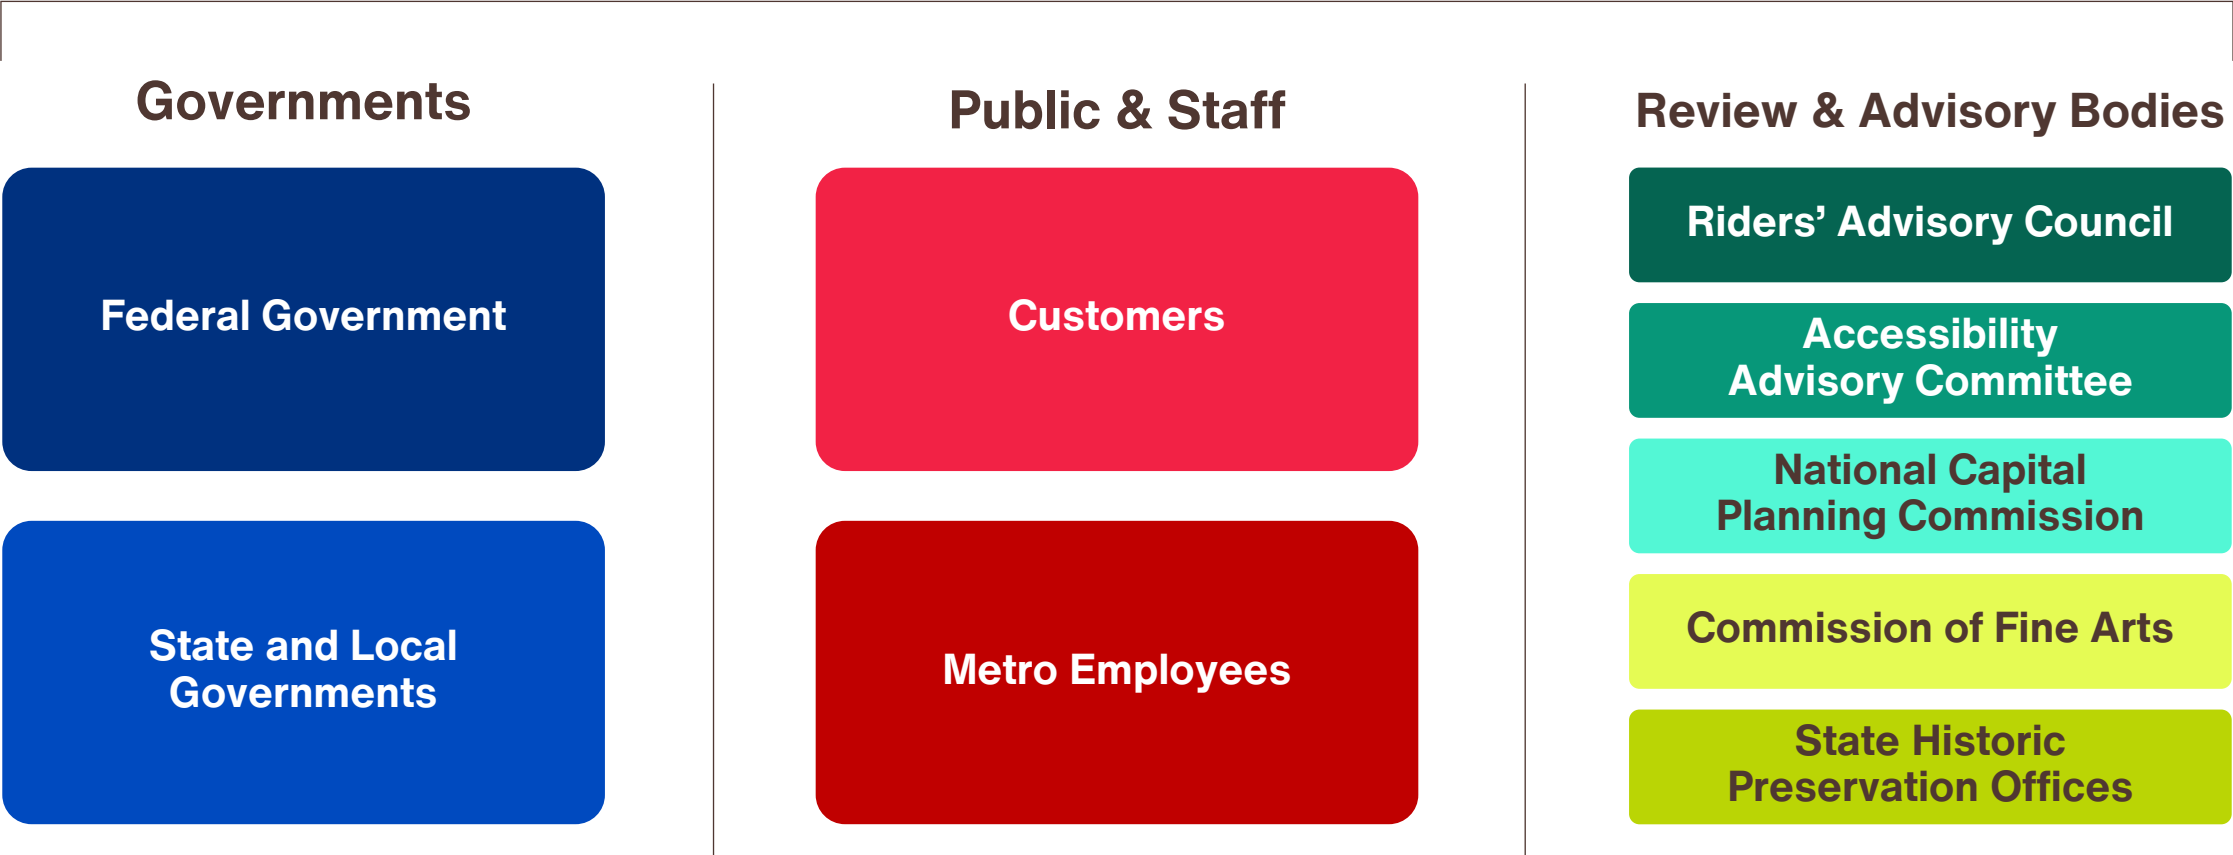 Governments
Federal Government
State and Local
Governments
Public & Staff
Customers
Metro Employees
Review & Advisory Bodies
Riders’ Advisory Council
Accessibility
Advisory Committee
National Capital
Planning Commission
Commission of Fine Arts
State Historic
Preservation Offices